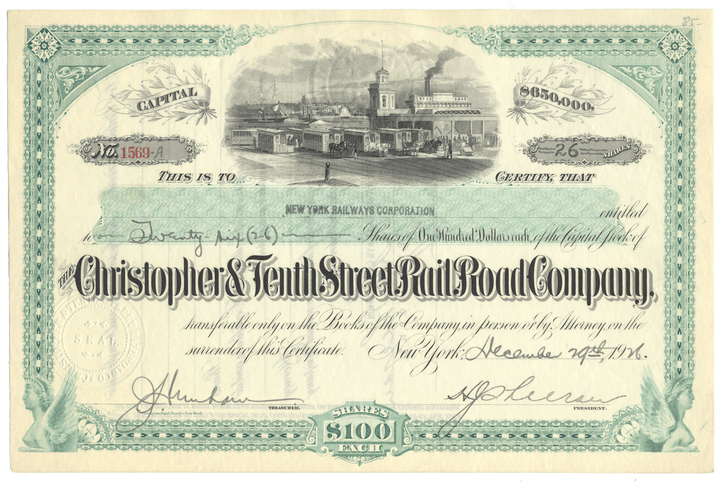 85-
CAPITAL
$650,000.
No. 1569-A
26 SHARES
THIS IS TO CERTIFY, THAT
NEW YORK RAILWAYS CORPORATION entitled
to Twenty-six (26) Shares of One Hundred Dollars each, of the Capital Stock of
THE Christopher & Tenth Street Rail Road Company,
transferable only on the Books of the Company, in person or by Attorney, on the
surrender of this Certificate. New York, December 29th, 1926.
TREASURER.
PRESIDENT.
SEAL
SHARES
$100
EACH